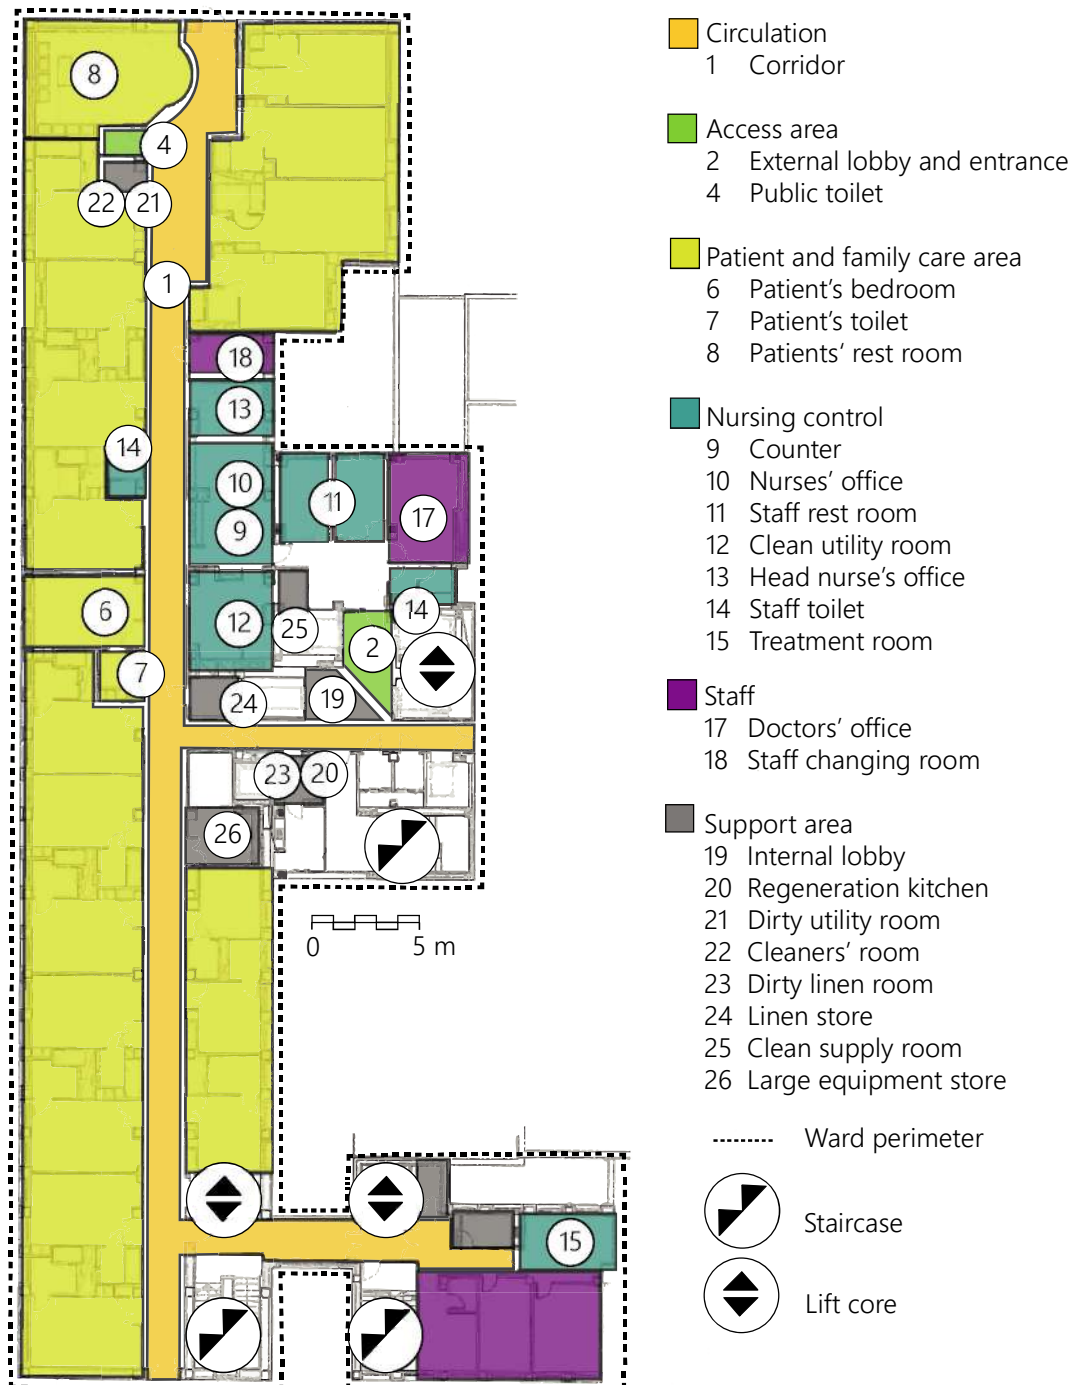 8
4
22
21
1
18
13
14
10
11
9
17
6
12
25
14
2
7
24
19
23
20
26
0
5 m
15
Circulation
1 Corridor
Access area
2 External lobby and entrance
4 Public toilet
Patient and family care area
6 Patient's bedroom
7 Patient's toilet
8 Patients' rest room
Nursing control
9 Counter
10 Nurses' office
11 Staff rest room
12 Clean utility room
13 Head nurse's office
14 Staff toilet
15 Treatment room
Staff
17 Doctors' office
18 Staff changing room
Support area
19 Internal lobby
20 Regeneration kitchen
21 Dirty utility room
22 Cleaners' room
23 Dirty linen room
24 Linen store
25 Clean supply room
26 Large equipment store
Ward perimeter
Staircase
Lift core